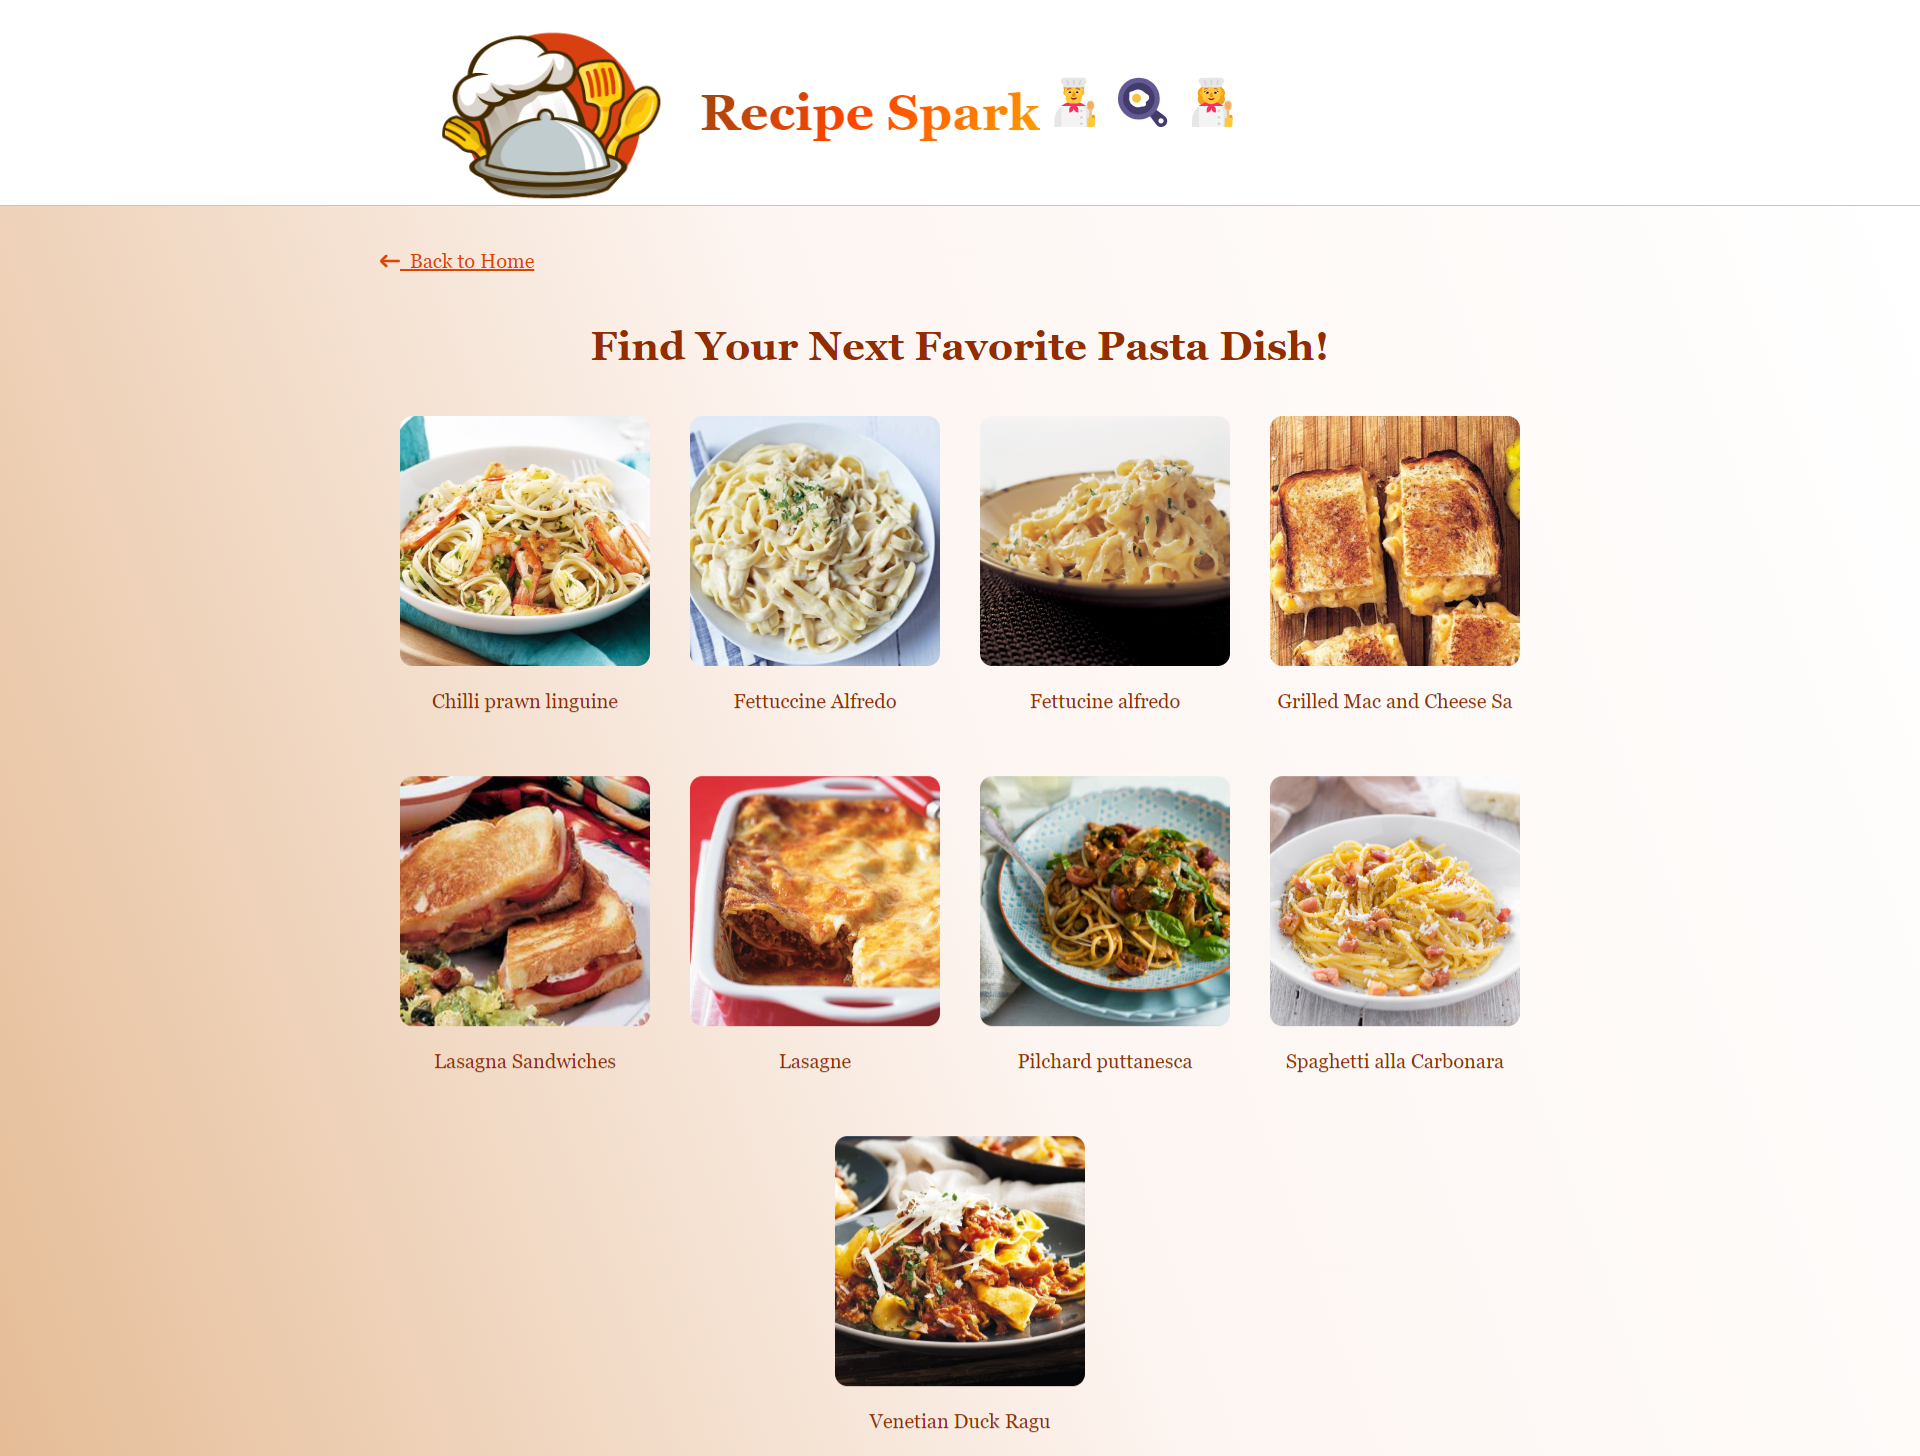 Recipe Spark
Back to Home
Find Your Next Favorite Pasta Dish!
Chilli prawn linguine
Fettuccine Alfredo
Fettucine alfredo
Grilled Mac and Cheese Sa
Lasagna Sandwiches
Lasagne
Pilchard puttanesca
Spaghetti alla Carbonara
Venetian Duck Ragu